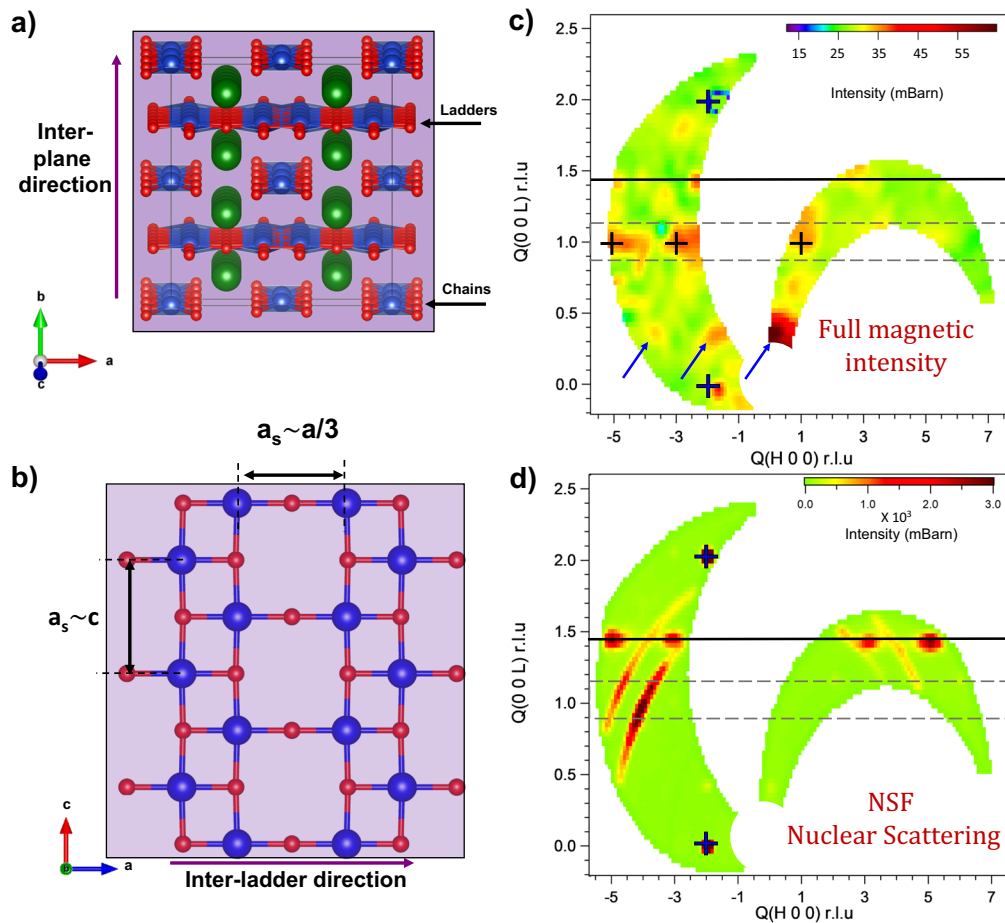 a)
Inter-
plane
direction
Ladders
Chains
b
a
c
a_s~a/3
b)
a_s~c
c
b
a
Inter-ladder direction
c)
15 25 35 45 55
Intensity (mBarn)
2.5
2.0
1.5
1.0
0.5
0.0
Q(0 0 L) r.l.u
Full magnetic
intensity
-5 -3 -1 1 3 5 7
Q(H 0 0) r.l.u
d)
0.0 1.0 2.0 3.0
X 10³
Intensity (mBarn)
2.5
2.0
1.5
1.0
0.5
0.0
Q(0 0 L) r.l.u
NSF
Nuclear Scattering
-5 -3 -1 1 3 5 7
Q(H 0 0) r.l.u